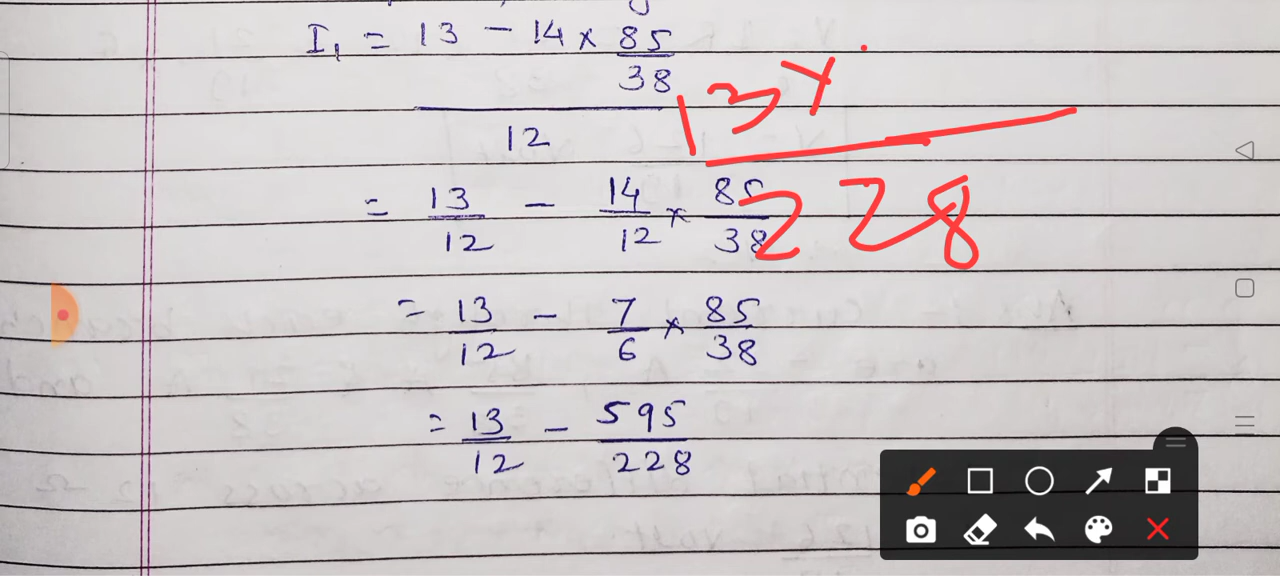 I₁ = 13 - 14 × 85/38
12
13 Y
228
= 13/12 - 14/12 × 85/38
= 13/12 - 7/6 × 85/38
= 13/12 - 595/228